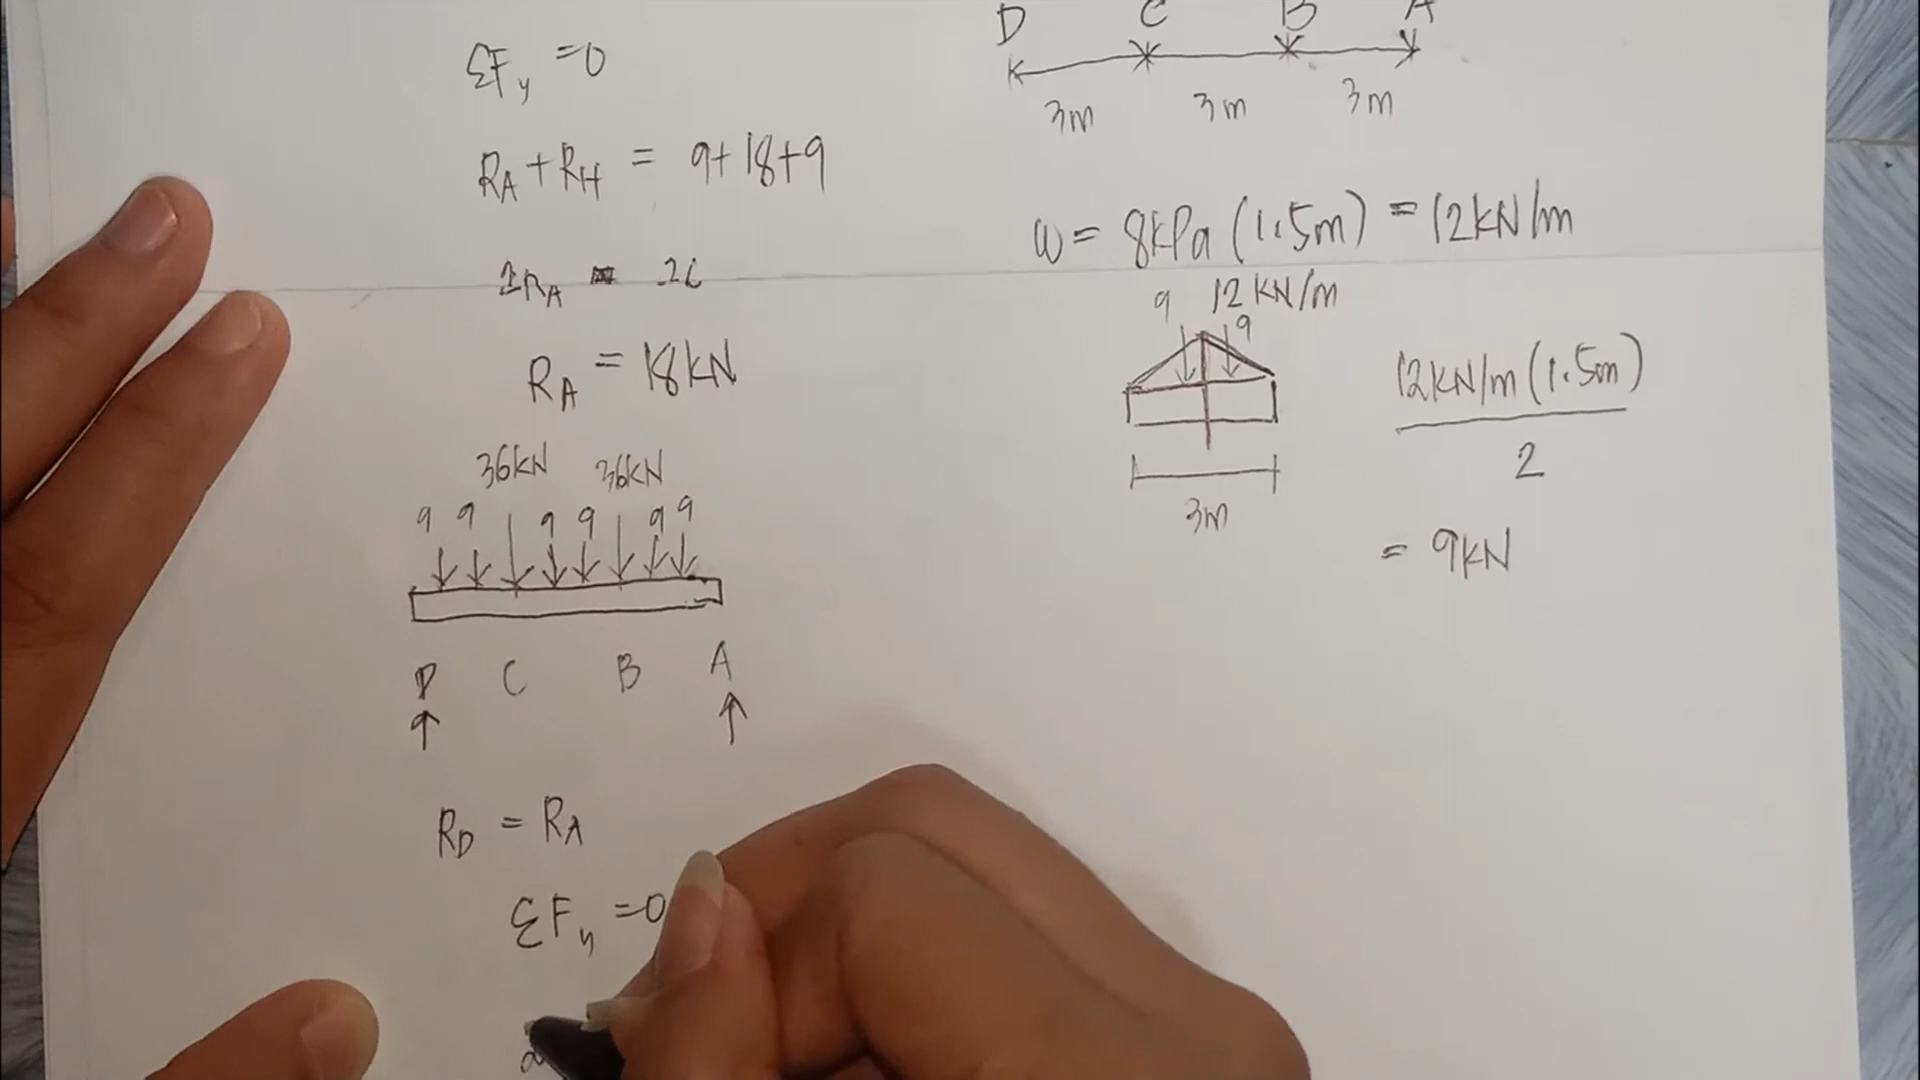 ΣFy = 0
RA + RH = 9+18+9
RA = 18kN
36kN 36kN
9 9 9 9 9 9
D C B A
RD = RA
ΣFy = 0
D C B A
3m 3m 3m
w = 8kPa (1.5m) = 12kN/m
9 12 KN/m
9
3m
12kN/m (1.5m)
2
= 9kN